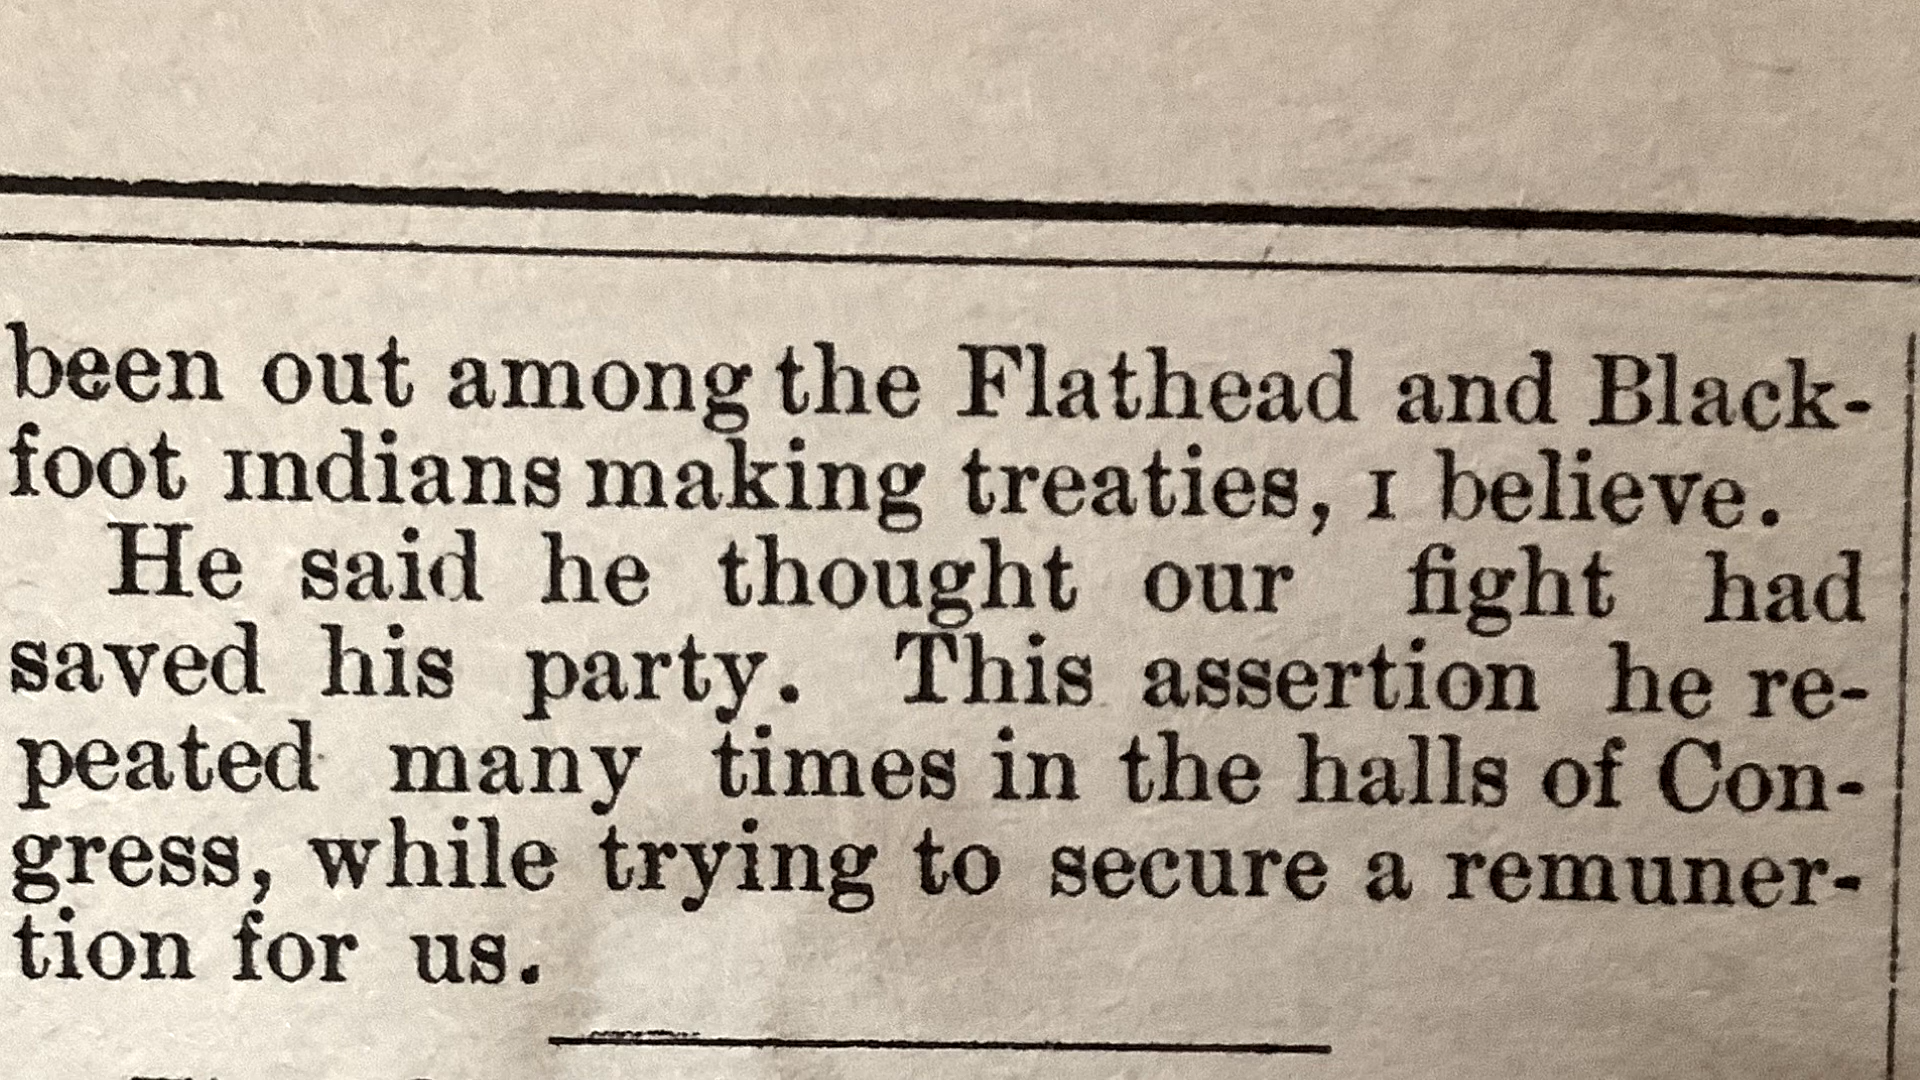 been out among the Flathead and Black-
foot Indians making treaties, I believe.
He said he thought our fight had
saved his party. This assertion he re-
peated many times in the halls of Con-
gress, while trying to secure a remuner-
tion for us.